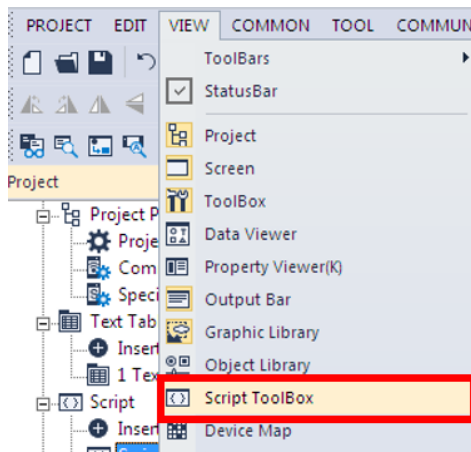 PROJECT EDIT VIEW COMMON TOOL COMMUN
ToolBars
StatusBar
Project
Screen
ToolBox
Data Viewer
Property Viewer(K)
Output Bar
Graphic Library
Object Library
Script ToolBox
Device Map
Project
Project P
Proje
Com
Speci
Text Tab
Insert
1 Tex
Script
Insert